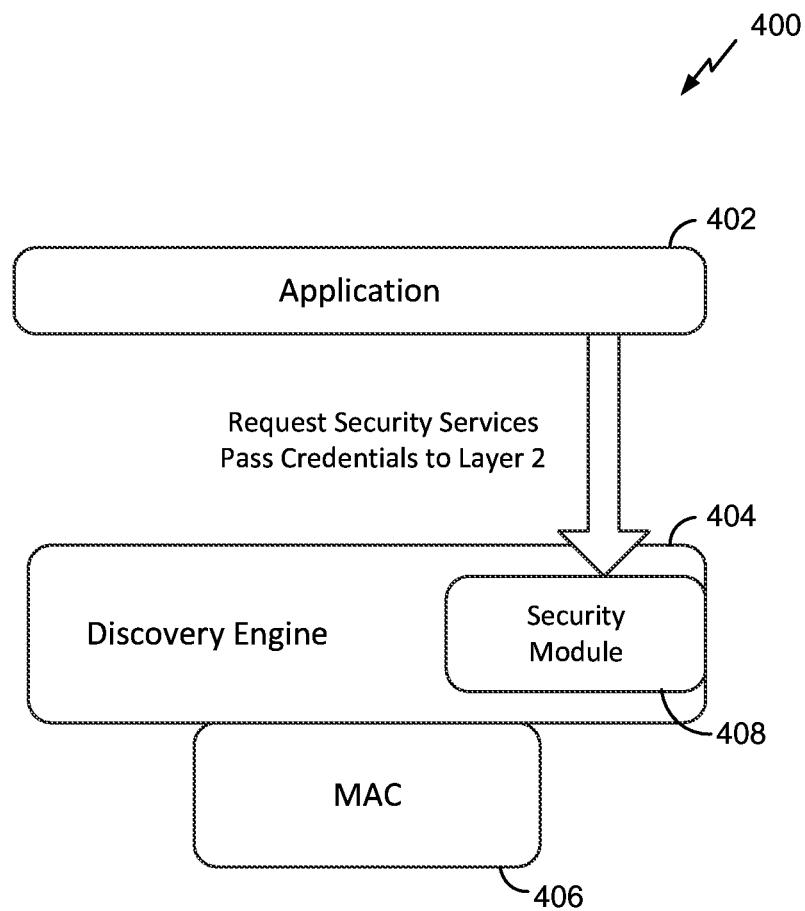 400
402
Application
Request Security Services
Pass Credentials to Layer 2
404
Discovery Engine
Security
Module
408
MAC
406